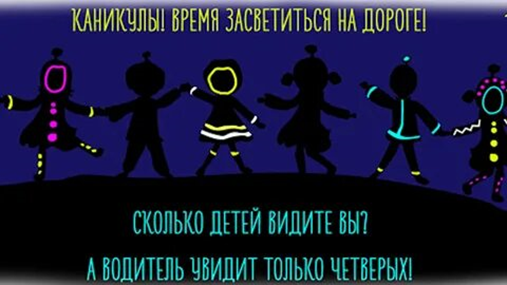 КАНИКУЛЫ! ВРЕМЯ ЗАСВЕТИТЬСЯ НА ДОРОГЕ!
СКОЛЬКО ДЕТЕЙ ВИДИТЕ ВЫ?
А ВОДИТЕЛЬ УВИДИТ ТОЛЬКО ЧЕТВЕРЫХ!